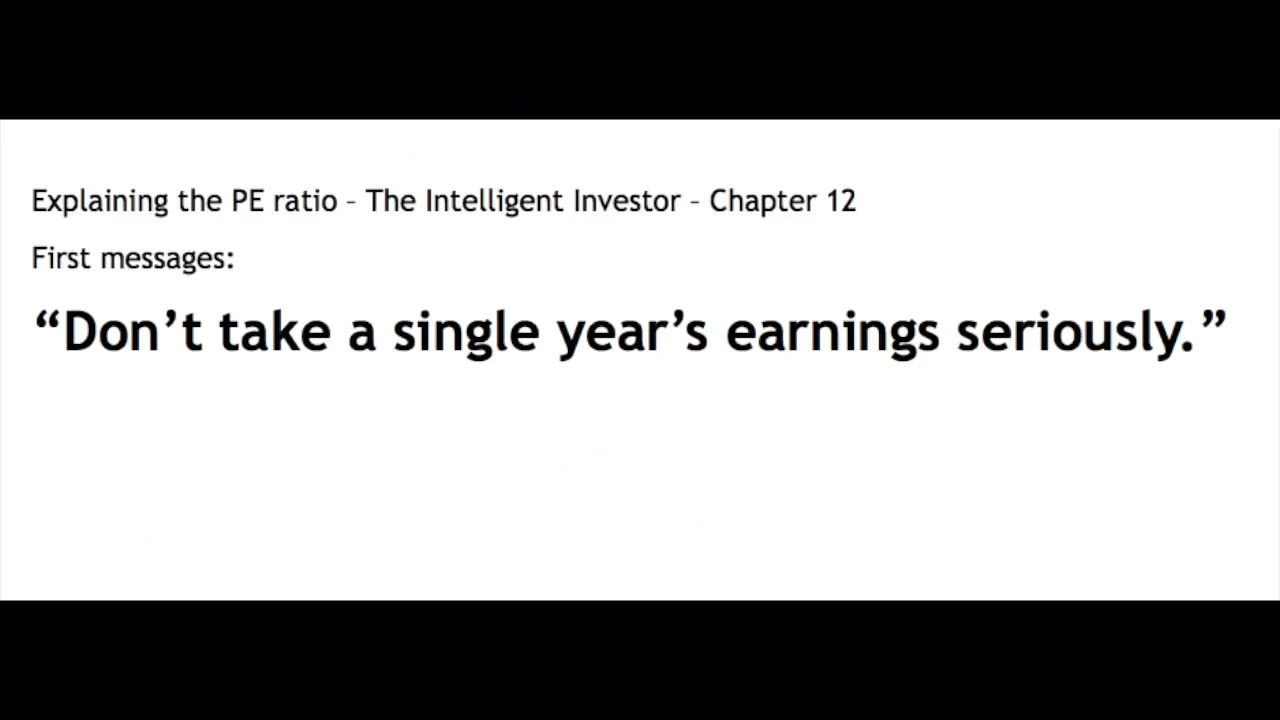 Explaining the PE ratio – The Intelligent Investor – Chapter 12
First messages:
“Don’t take a single year’s earnings seriously.”